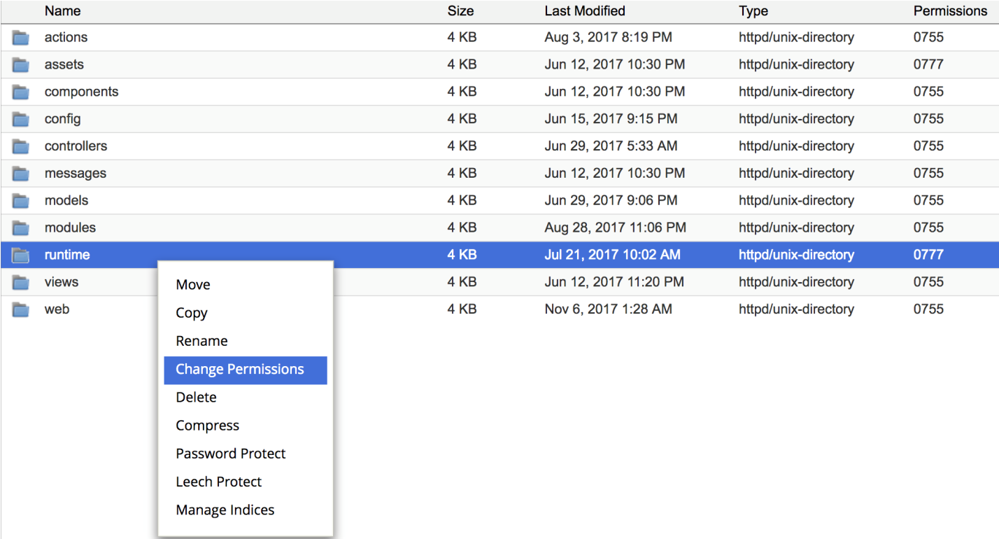 Name Size Last Modified Type Permissions
actions 4 KB Aug 3, 2017 8:19 PM httpd/unix-directory 0755
assets 4 KB Jun 12, 2017 10:30 PM httpd/unix-directory 0777
components 4 KB Jun 12, 2017 10:30 PM httpd/unix-directory 0755
config 4 KB Jun 15, 2017 9:15 PM httpd/unix-directory 0755
controllers 4 KB Jun 29, 2017 5:33 AM httpd/unix-directory 0755
messages 4 KB Jun 12, 2017 10:30 PM httpd/unix-directory 0755
models 4 KB Jun 29, 2017 9:06 PM httpd/unix-directory 0755
modules 4 KB Aug 28, 2017 11:06 PM httpd/unix-directory 0755
runtime 4 KB Jul 21, 2017 10:02 AM httpd/unix-directory 0777
views 4 KB Jun 12, 2017 11:20 PM httpd/unix-directory 0755
web 4 KB Nov 6, 2017 1:28 AM httpd/unix-directory 0755
Move
Copy
Rename
Change Permissions
Delete
Compress
Password Protect
Leech Protect
Manage Indices